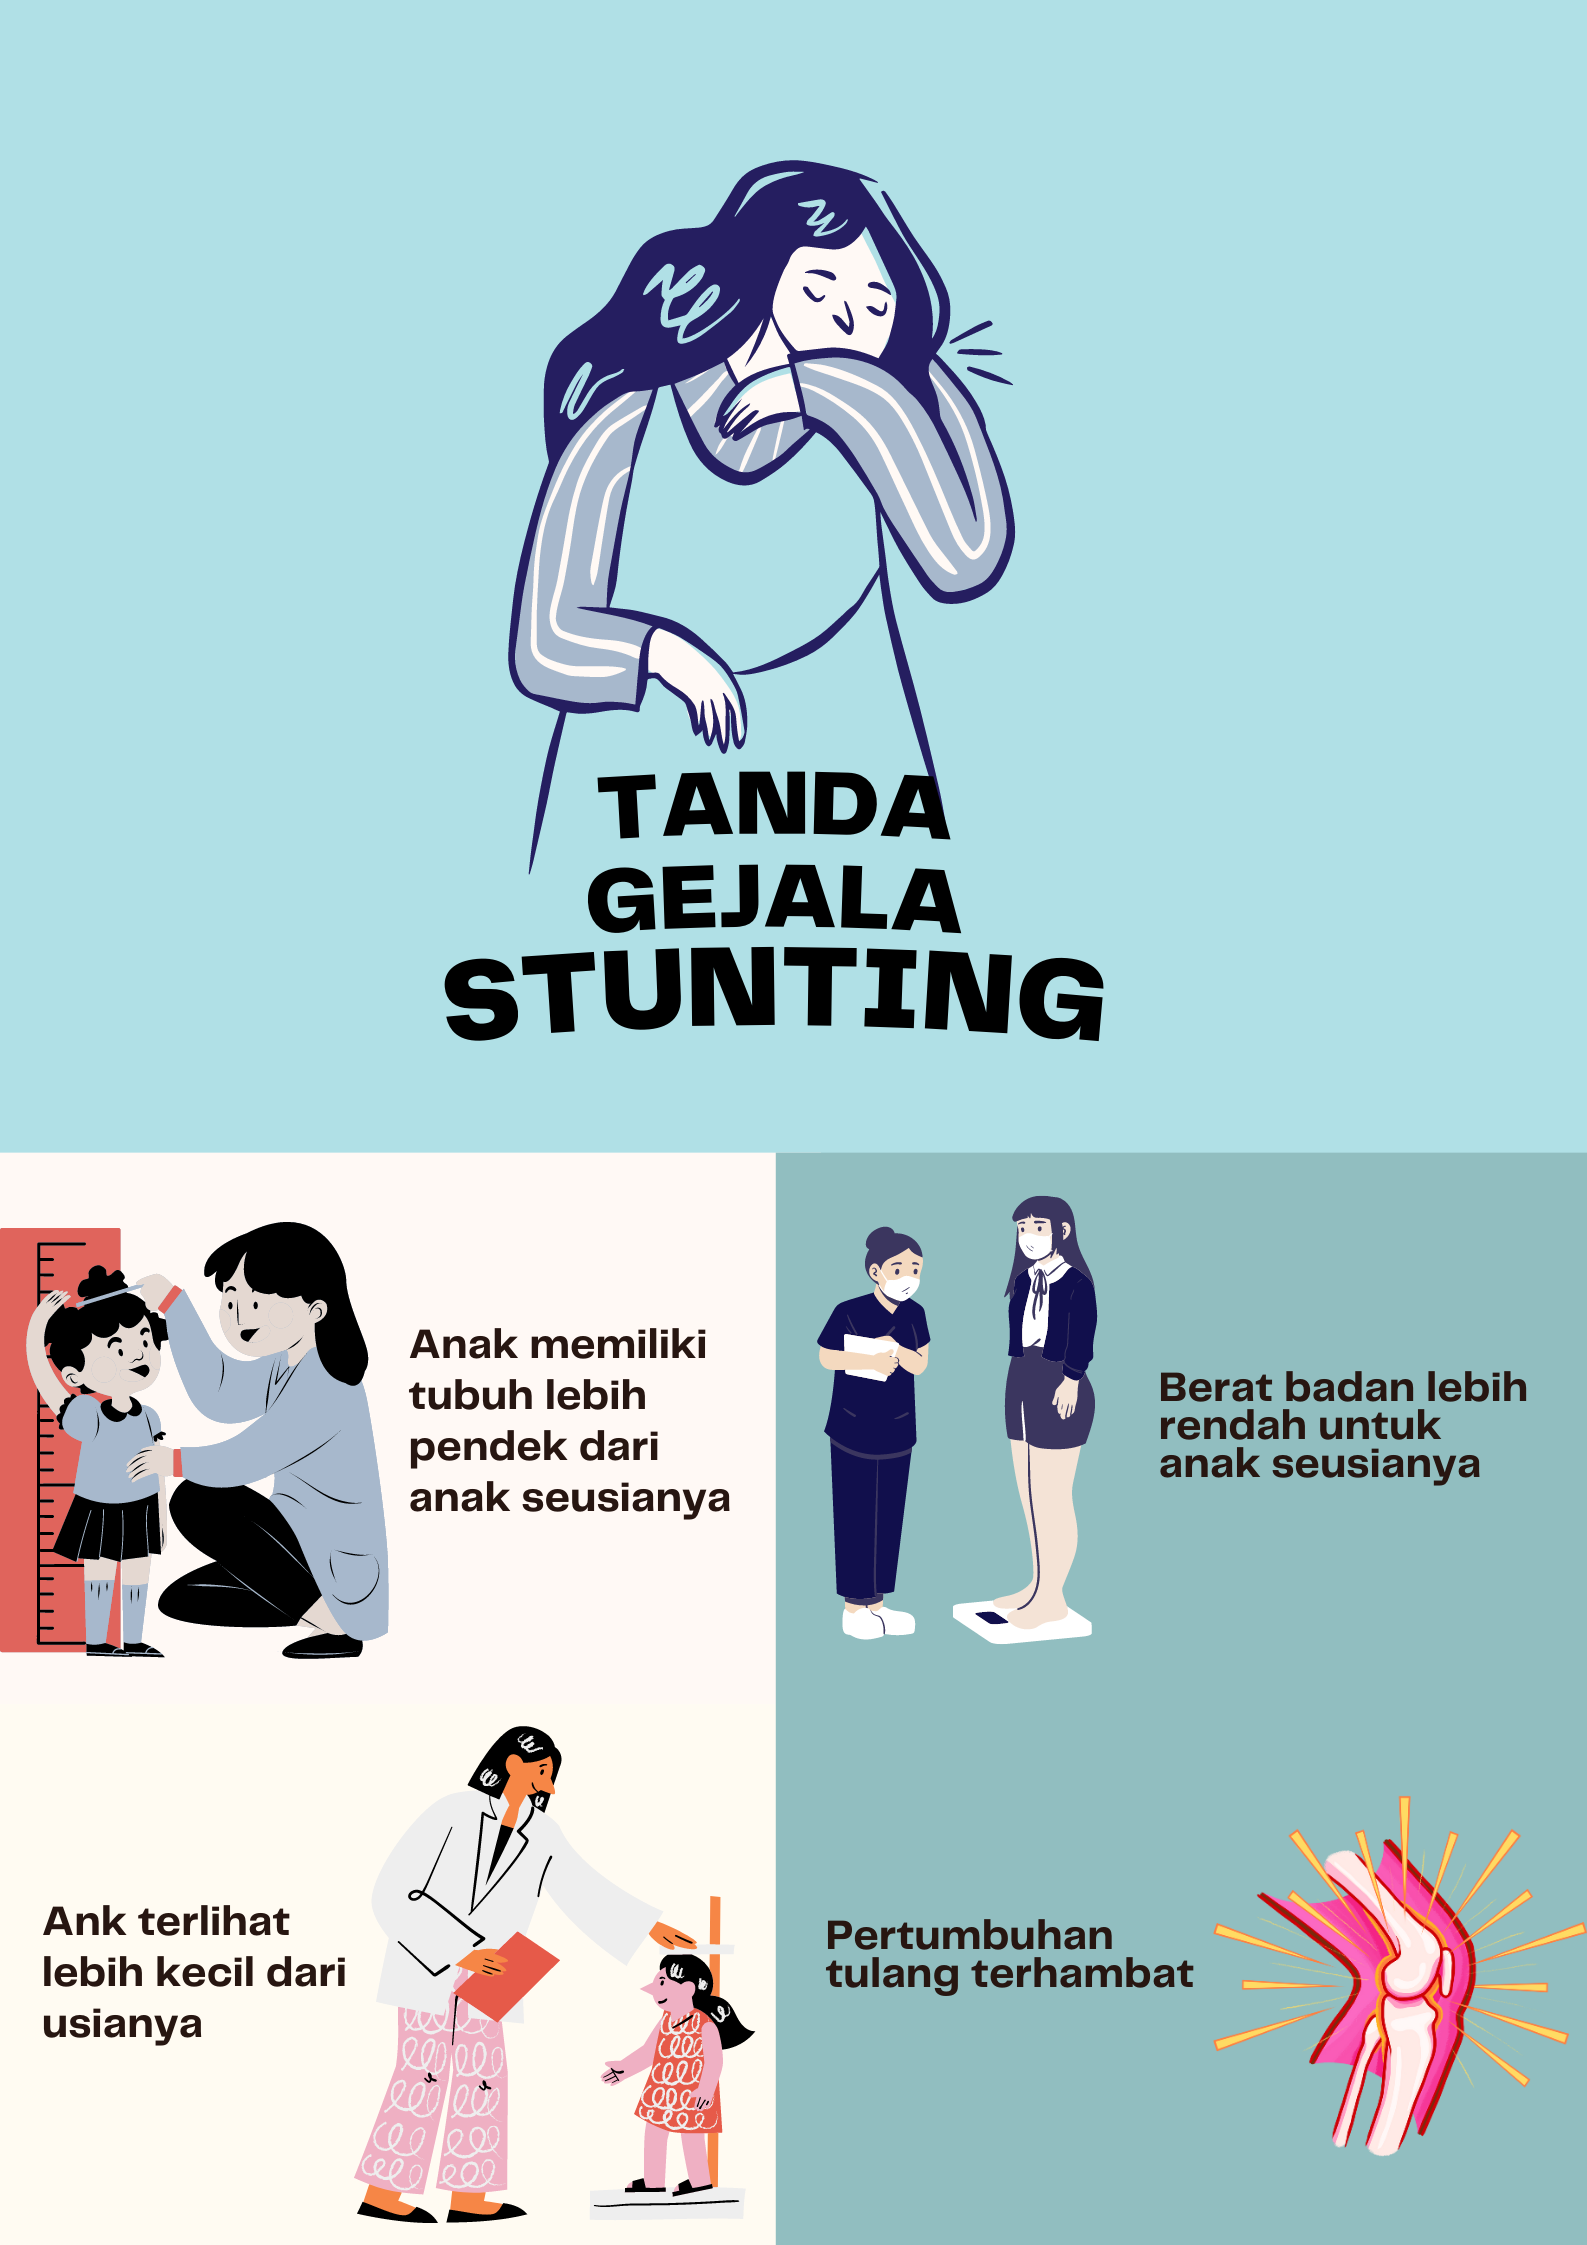 TANDA
GEJALA
STUNTING
Anak memiliki
tubuh lebih
pendek dari
anak seusianya
Berat badan lebih
rendah untuk
anak seusianya
Ank terlihat
lebih kecil dari
usianya
Pertumbuhan
tulang terhambat